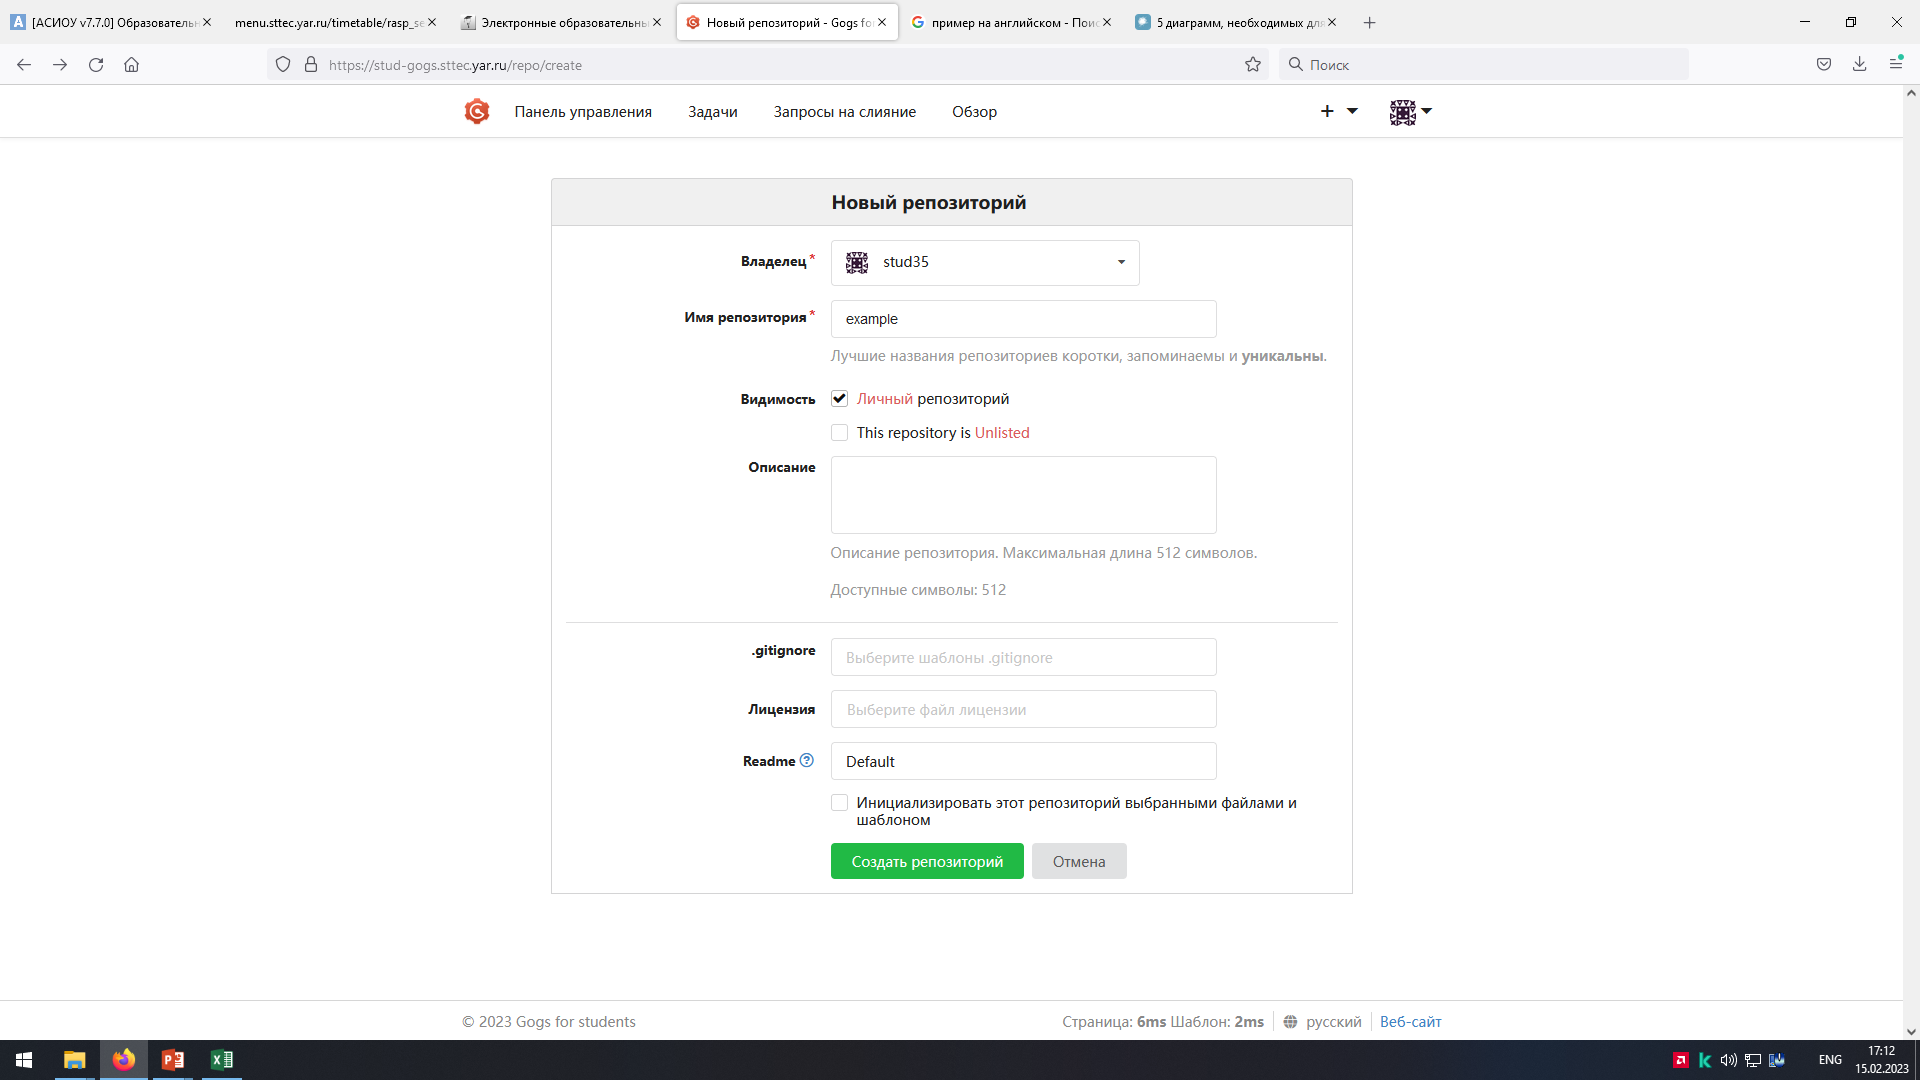 [АСИОУ v7.7.0] Образователь
menu.sttec.yar.ru/timetable/rasp_se
Электронные образовательны
Новый репозиторий - Gogs for
пример на английском - Поис
5 диаграмм, необходимых для
https://stud-gogs.sttec.yar.ru/repo/create
Поиск
Панель управления
Задачи
Запросы на слияние
Обзор
Новый репозиторий
Владелец*
stud35
Имя репозитория*
example
Лучшие названия репозиториев коротки, запоминаемы и уникальны.
Видимость
Личный репозиторий
This repository is Unlisted
Описание
Описание репозитория. Максимальная длина 512 символов.
Доступные символы: 512
.gitignore
Выберите шаблоны .gitignore
Лицензия
Выберите файл лицензии
Readme
Default
Инициализировать этот репозиторий выбранными файлами и
шаблоном
Создать репозиторий
Отмена
© 2023 Gogs for students
Страница: 6ms Шаблон: 2ms
русский
Веб-сайт
ENG
17:12
15.02.2023